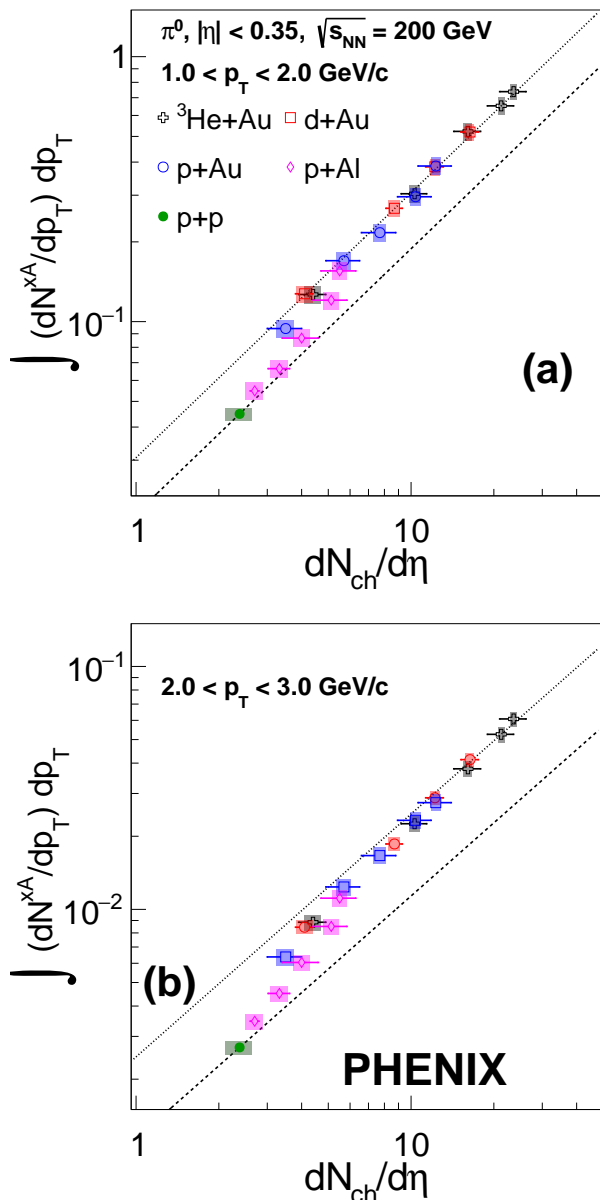 π⁰, |η| < 0.35, √s_NN = 200 GeV
1.0 < p_T < 2.0 GeV/c
³He+Au
d+Au
p+Au
p+Al
p+p
1
10⁻¹
∫ (dN^xA/dp_T) dp_T
(a)
1
10
dN_ch/dη
10⁻¹
2.0 < p_T < 3.0 GeV/c
10⁻²
∫ (dN^xA/dp_T) dp_T
(b)
PHENIX
1
10
dN_ch/dη